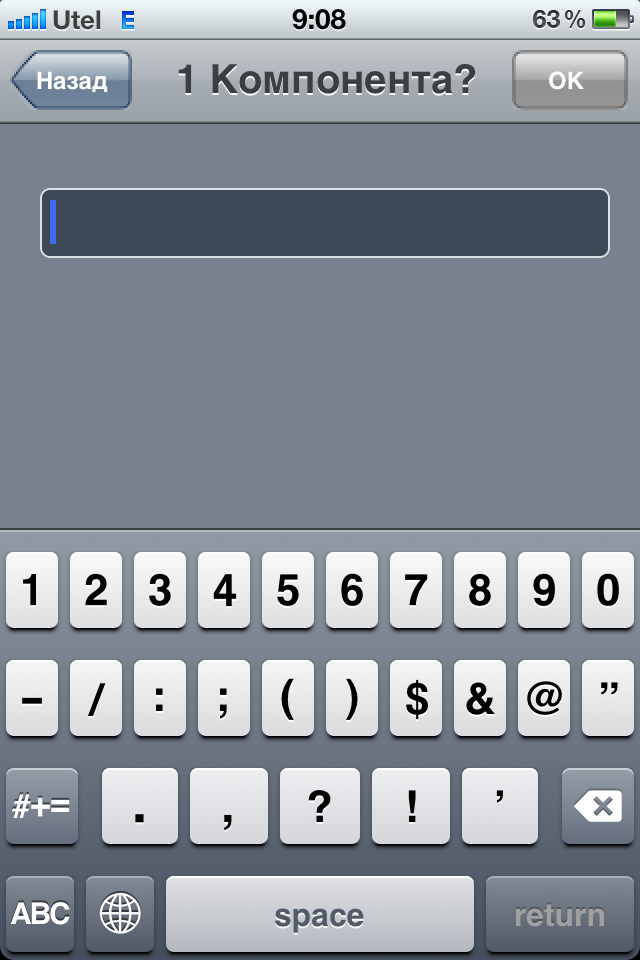 Utel E 9:08 63 %
Назад 1 Компонента? OK
1 2 3 4 5 6 7 8 9 0
- / : ; ( ) $ & @ ”
#+= . , ? ! ’
ABC space return